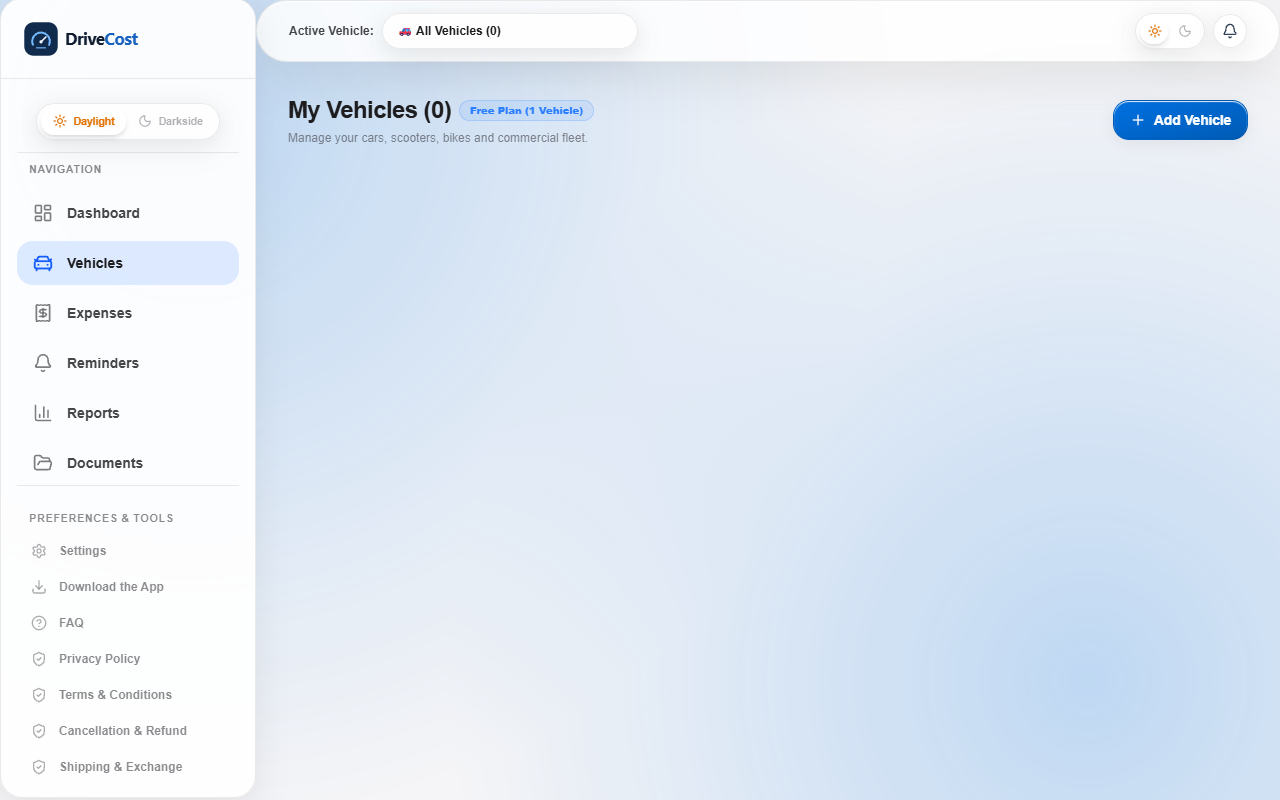 DriveCost
Active Vehicle:
All Vehicles (0)
Daylight
Darkside
NAVIGATION
Dashboard
Vehicles
Expenses
Reminders
Reports
Documents
PREFERENCES & TOOLS
Settings
Download the App
FAQ
Privacy Policy
Terms & Conditions
Cancellation & Refund
Shipping & Exchange
My Vehicles (0)
Free Plan (1 Vehicle)
Manage your cars, scooters, bikes and commercial fleet.
Add Vehicle